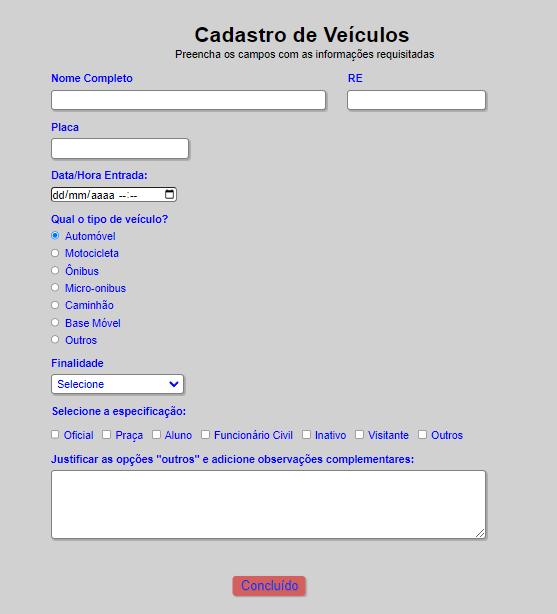 Cadastro de Veículos
Preencha os campos com as informações requisitadas
Nome Completo RE
Placa
Data/Hora Entrada:
dd/mm/aaaa --:--
Qual o tipo de veículo?
Automóvel
Motocicleta
Ônibus
Micro-onibus
Caminhão
Base Móvel
Outros
Finalidade
Selecione
Selecione a especificação:
Oficial Praça Aluno Funcionário Civil Inativo Visitante Outros
Justificar as opções "outros" e adicione observações complementares:
Concluído